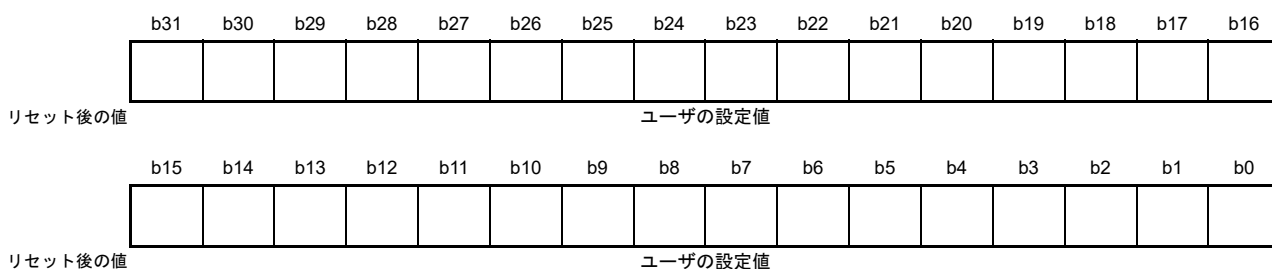 b31 b30 b29 b28 b27 b26 b25 b24 b23 b22 b21 b20 b19 b18 b17 b16
リセット後の値 ユーザの設定値
b15 b14 b13 b12 b11 b10 b9 b8 b7 b6 b5 b4 b3 b2 b1 b0
リセット後の値 ユーザの設定値